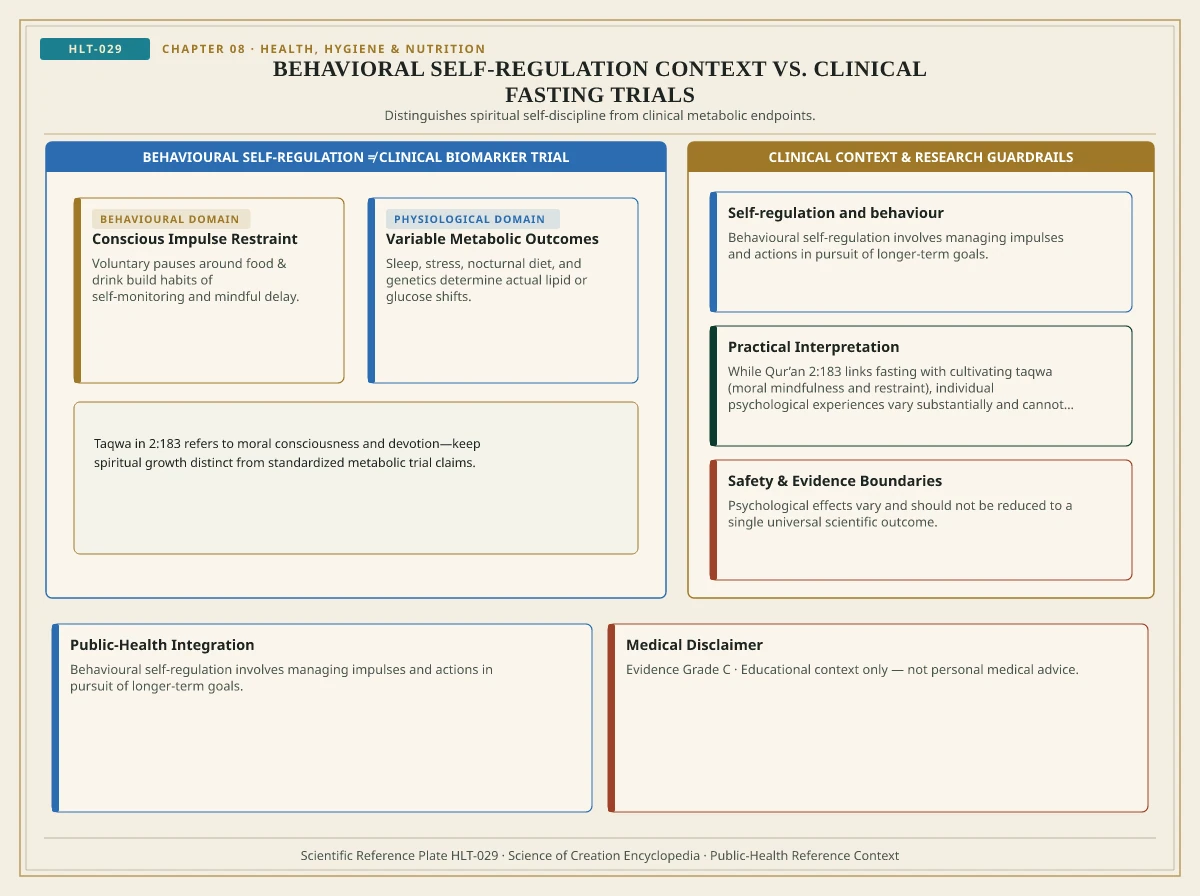 HLT-029
CHAPTER 08 · HEALTH, HYGIENE & NUTRITION
BEHAVIORAL SELF-REGULATION CONTEXT VS. CLINICAL
FASTING TRIALS
Distinguishes spiritual self-discipline from clinical metabolic endpoints.
BEHAVIOURAL SELF-REGULATION ≠ CLINICAL BIOMARKER TRIAL
BEHAVIOURAL DOMAIN
Conscious Impulse Restraint
Voluntary pauses around food &
drink build habits of
self-monitoring and mindful delay.
PHYSIOLOGICAL DOMAIN
Variable Metabolic Outcomes
Sleep, stress, nocturnal diet, and
genetics determine actual lipid or
glucose shifts.
Taqwa in 2:183 refers to moral consciousness and devotion—keep
spiritual growth distinct from standardized metabolic trial claims.
CLINICAL CONTEXT & RESEARCH GUARDRAILS
Self-regulation and behaviour
Behavioural self-regulation involves managing impulses
and actions in pursuit of longer-term goals.
Practical Interpretation
While Qur’an 2:183 links fasting with cultivating taqwa
(moral mindfulness and restraint), individual
psychological experiences vary substantially and cannot…
Safety & Evidence Boundaries
Psychological effects vary and should not be reduced to a
single universal scientific outcome.
Public-Health Integration
Behavioural self-regulation involves managing impulses and actions in
pursuit of longer-term goals.
Medical Disclaimer
Evidence Grade C · Educational context only — not personal medical advice.
Scientific Reference Plate HLT-029 · Science of Creation Encyclopedia · Public-Health Reference Context